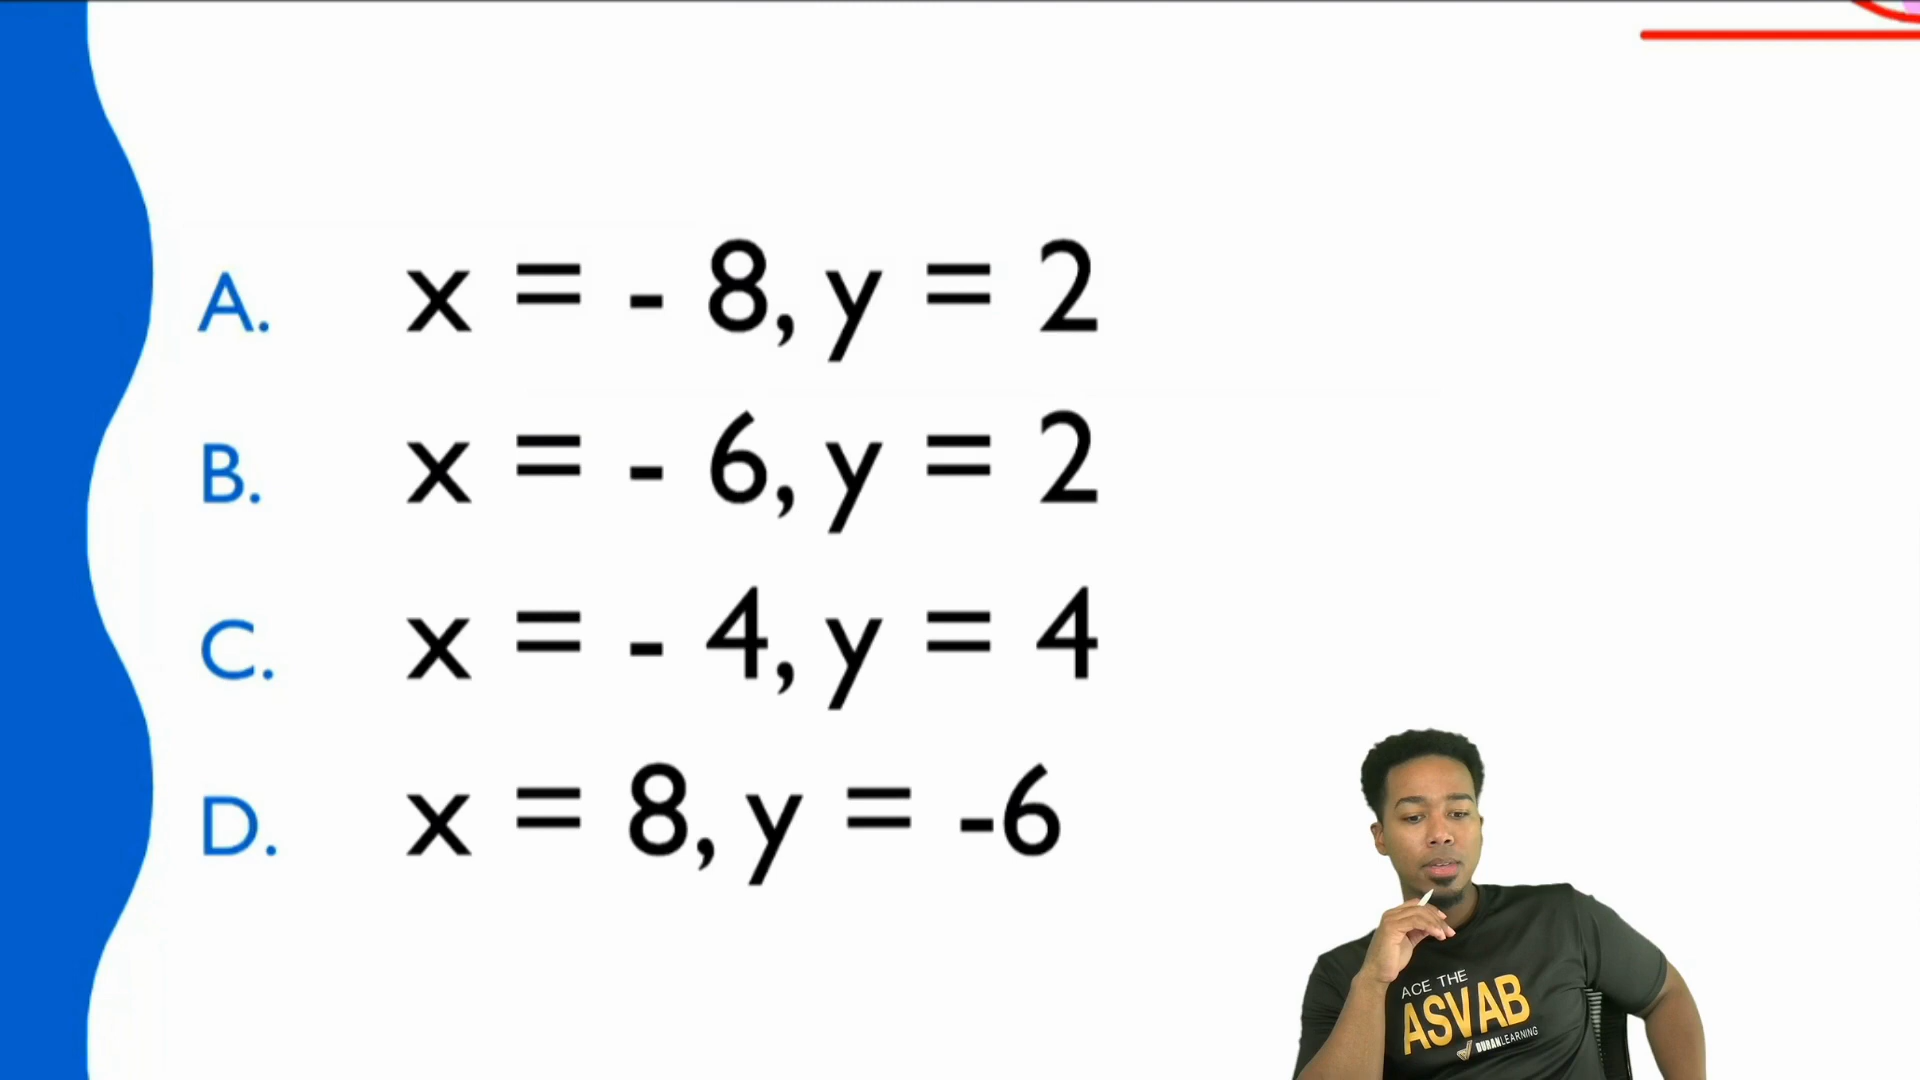 A. x = - 8, y = 2
B. x = - 6, y = 2
C. x = - 4, y = 4
D. x = 8, y = -6
ACE THE
ASVAB
DURANLEARNING